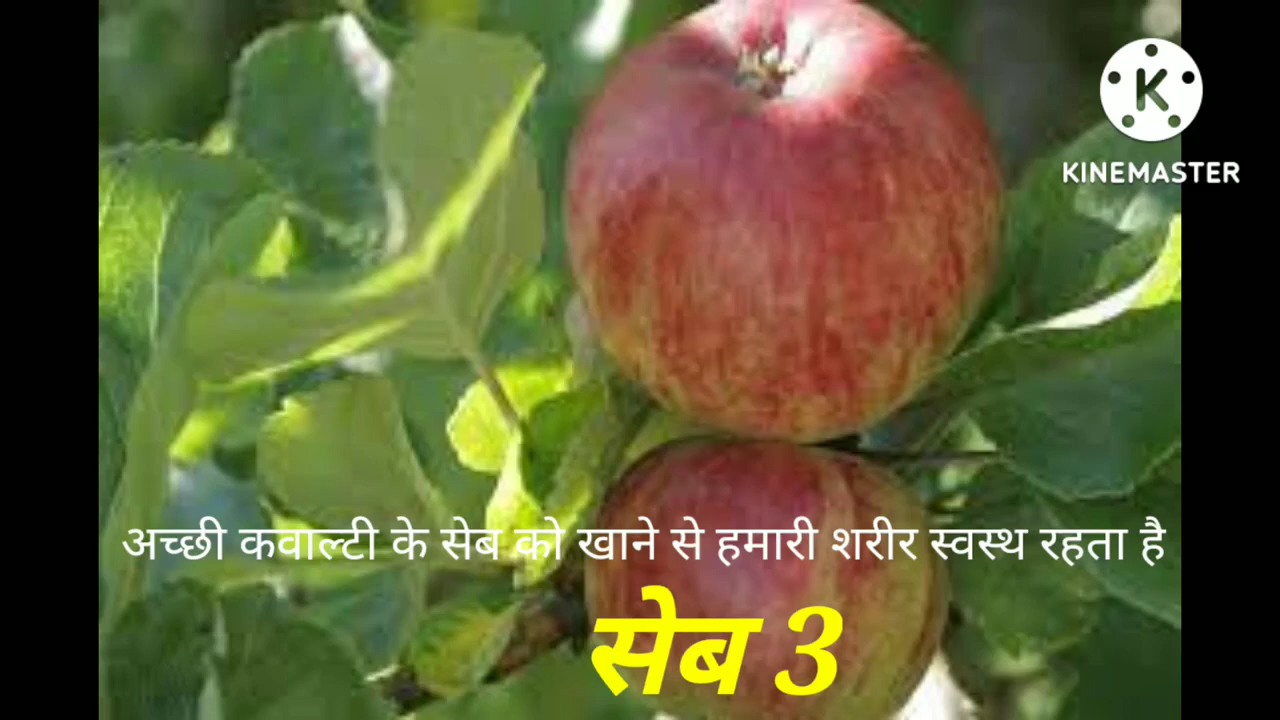 K
KINEMASTER
अच्छी कवाल्टी के सेब को खाने से हमारी शरीर स्वस्थ रहता है
सेब 3